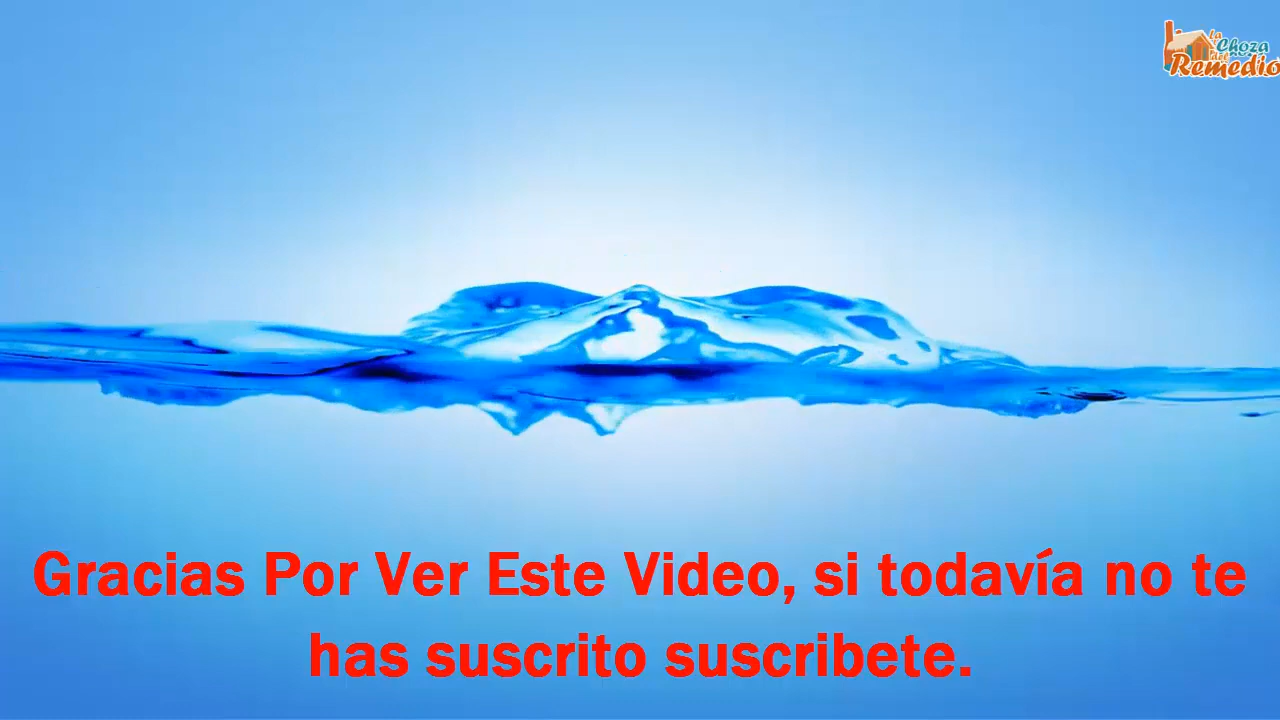 La
Choza
del
Remedio
Gracias Por Ver Este Video, si todavía no te
has suscrito suscribete.